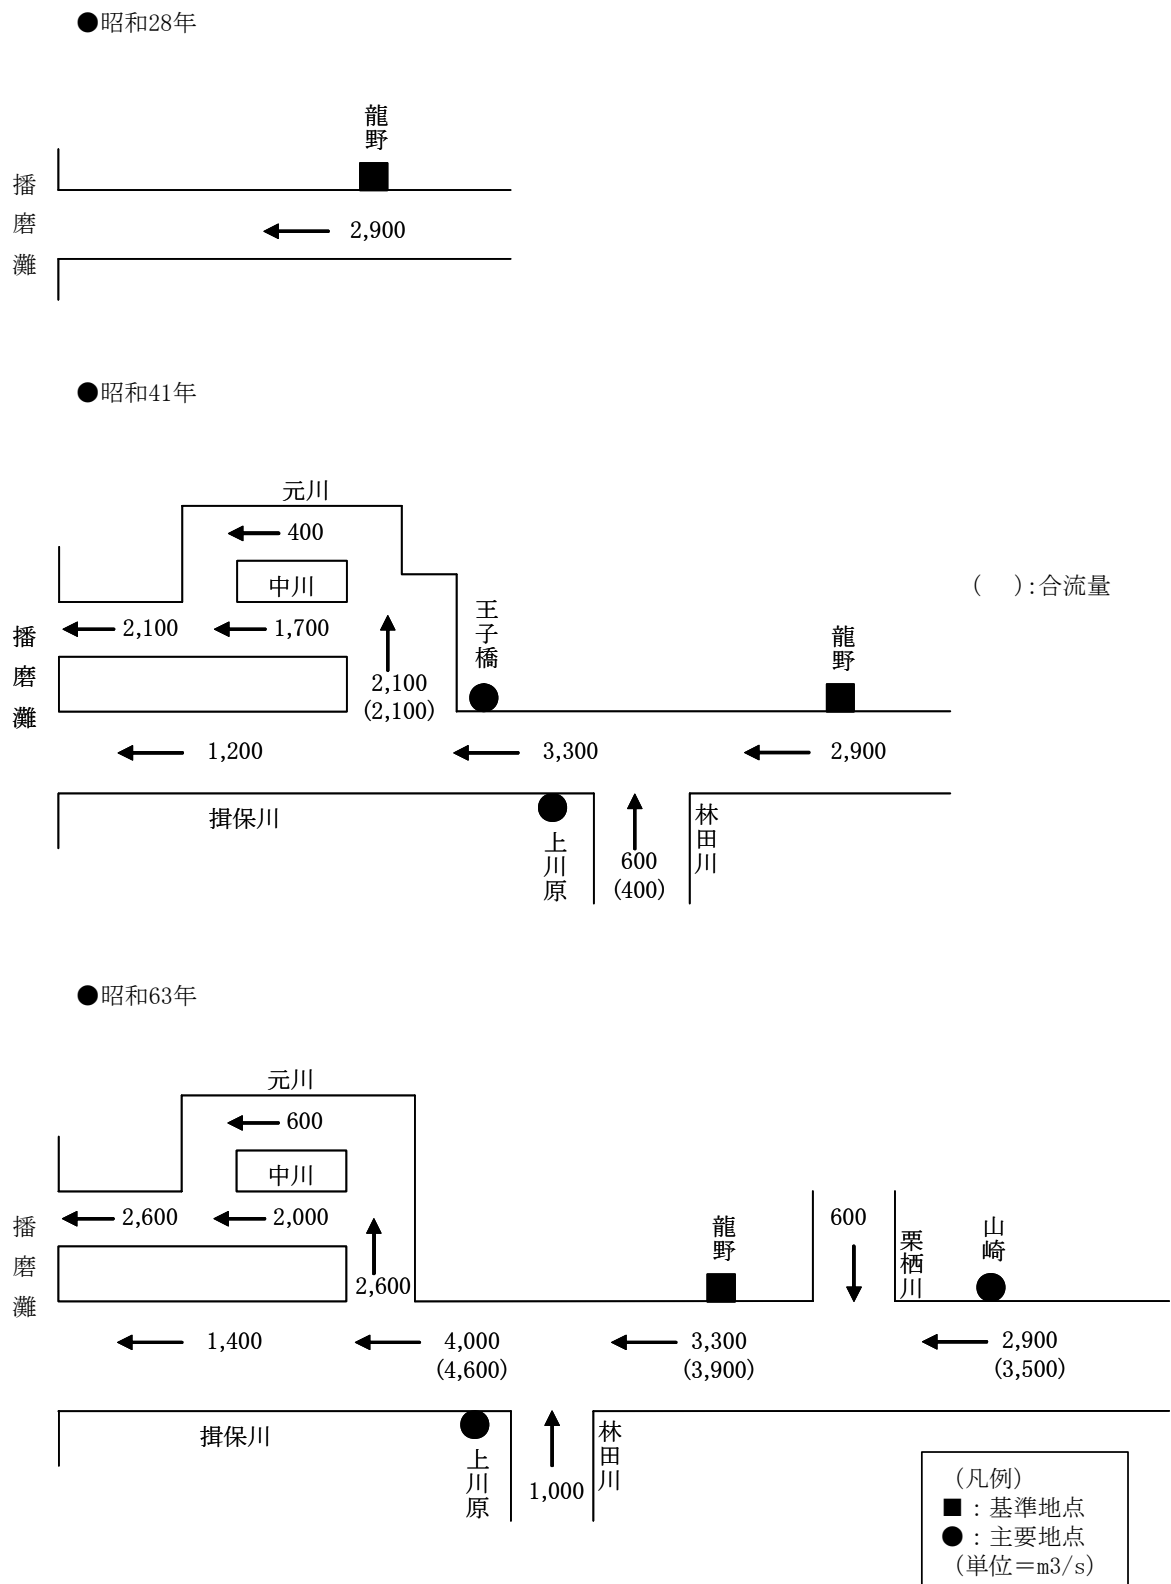 ●昭和28年
龍野
播磨灘
2,900
●昭和41年
元川
400
中川
2,100
1,700
播磨灘
2,100
(2,100)
王子橋
龍野
( ):合流量
1,200
3,300
2,900
揖保川
上川原
600
(400)
林田川
●昭和63年
元川
600
中川
2,600
2,000
播磨灘
2,600
龍野
600
栗栖川
山崎
1,400
4,000
(4,600)
3,300
(3,900)
2,900
(3,500)
揖保川
上川原
1,000
林田川
(凡例)
■：基準地点
●：主要地点
(単位＝m3/s)